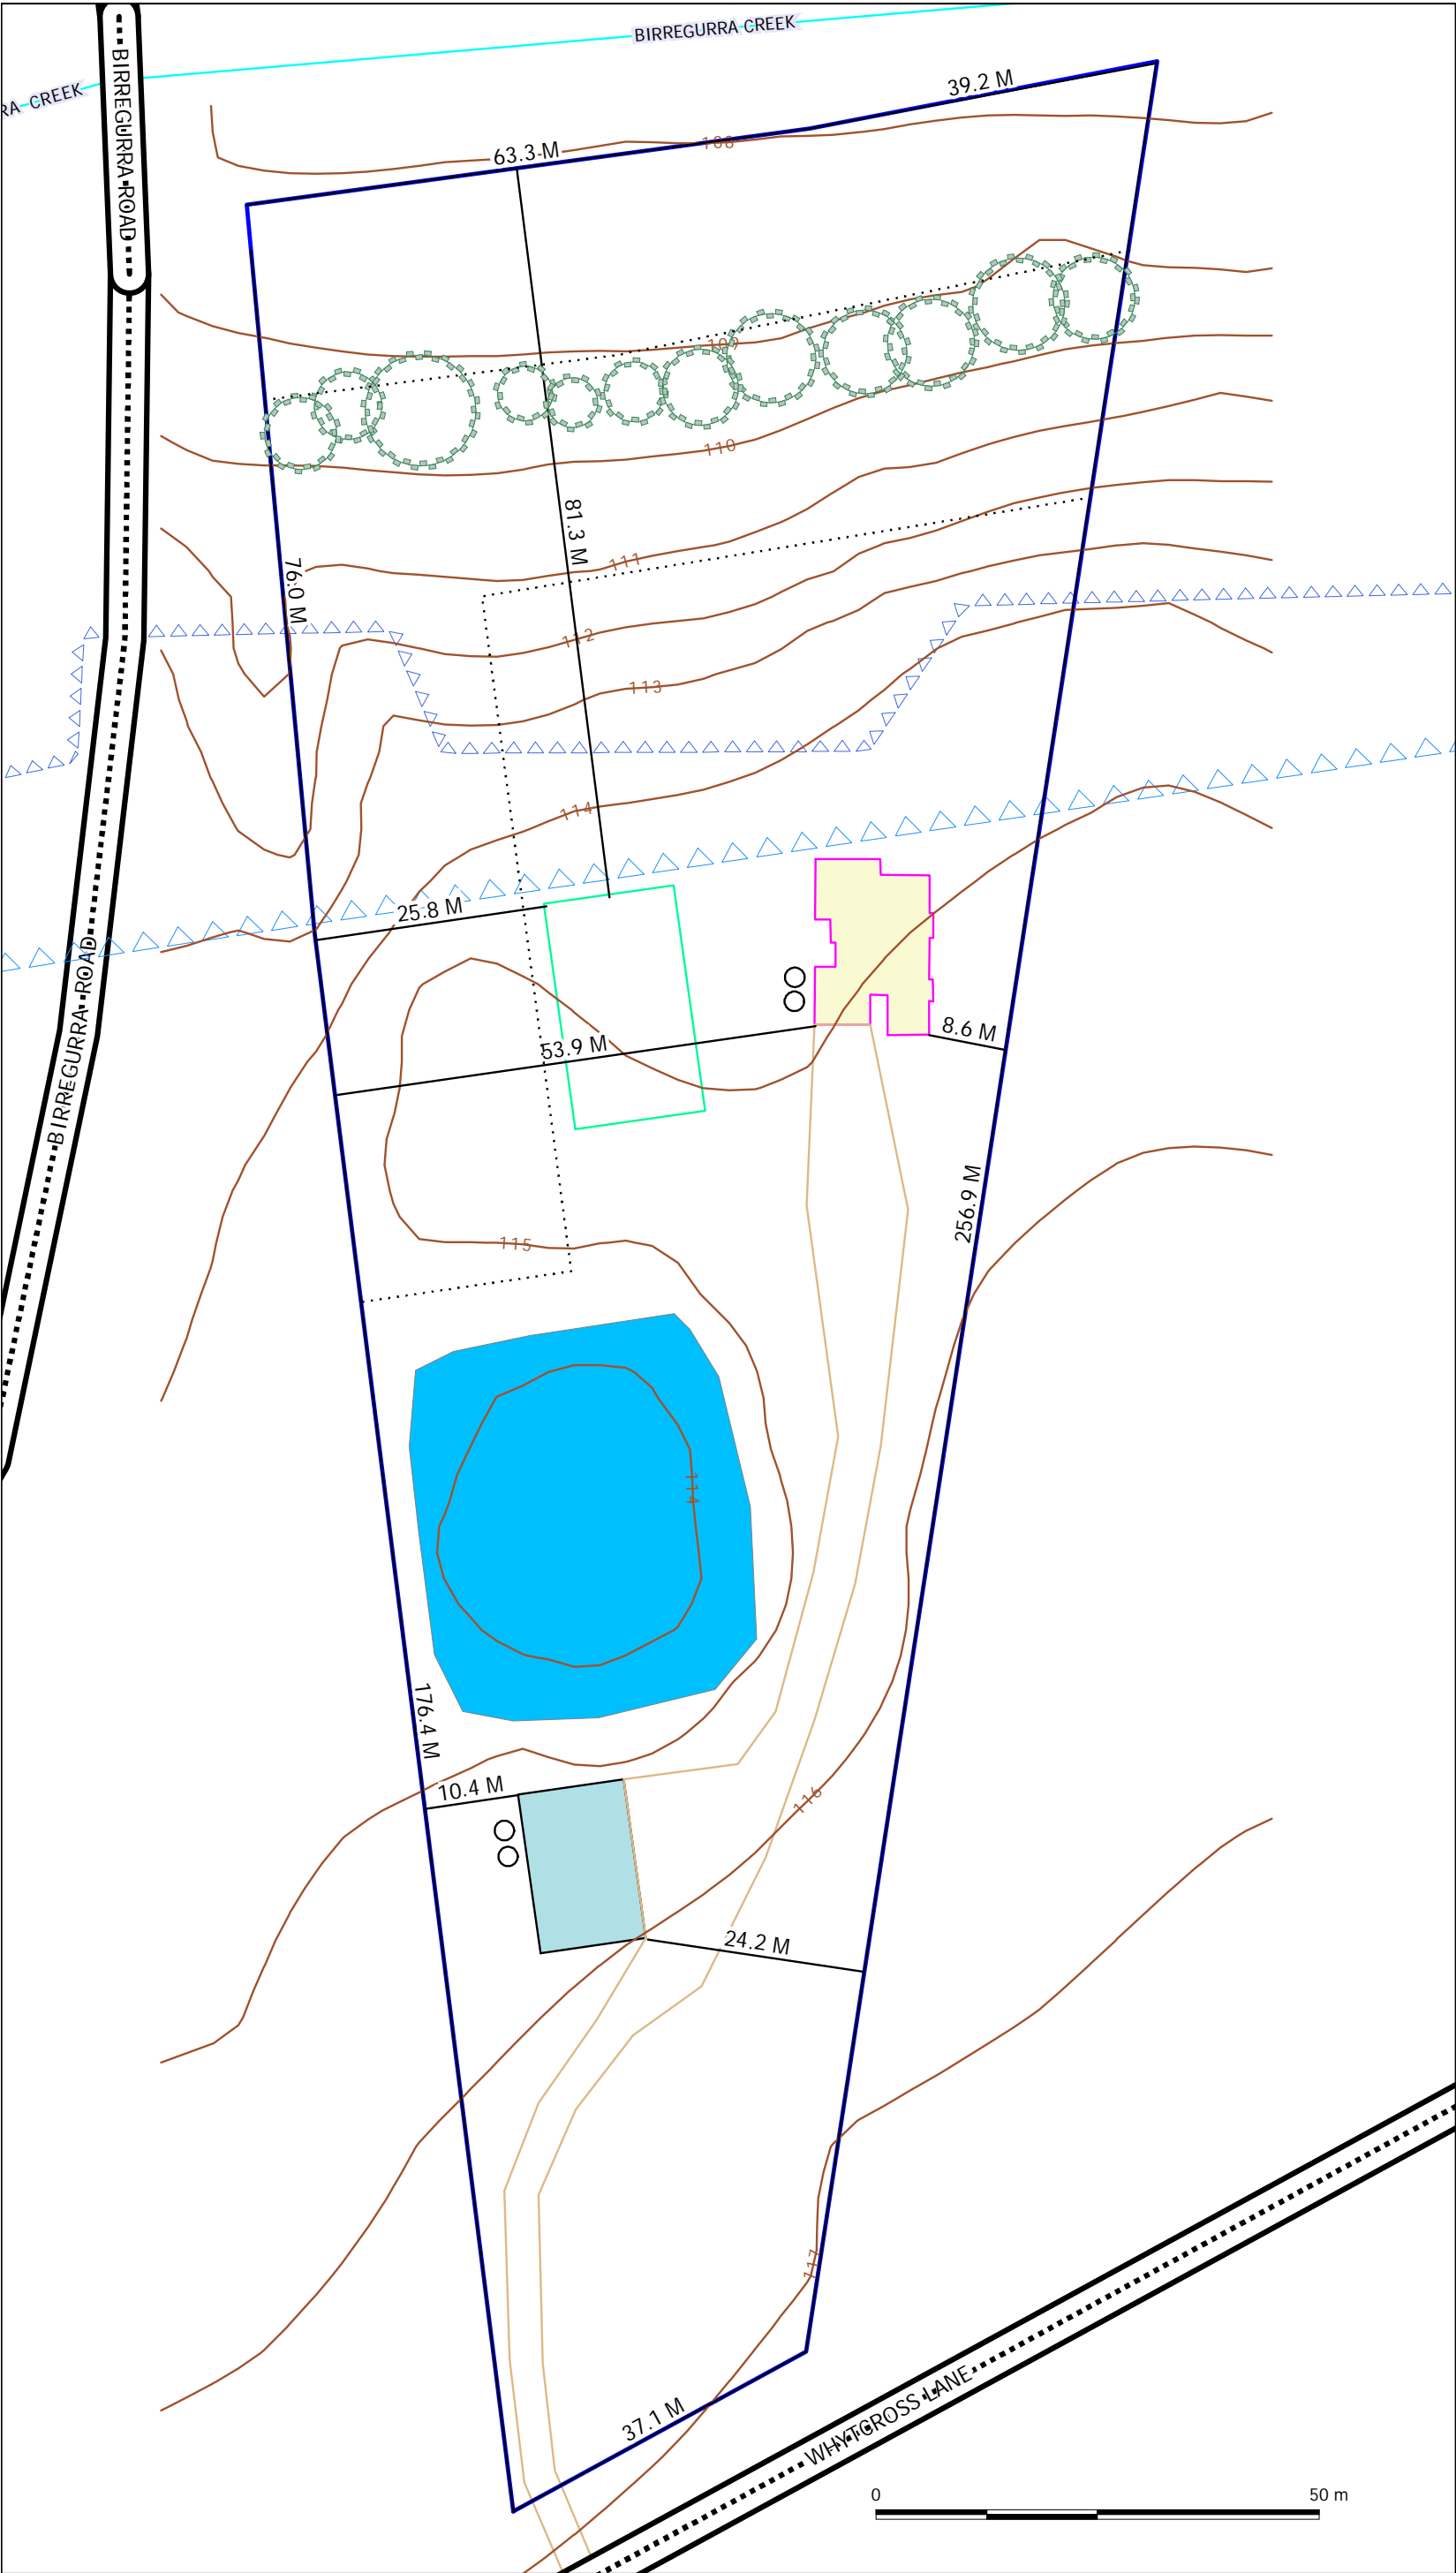 BIRREGURRA CREEK
RA CREEK
BIRREGURRA ROAD
39.2 M
63.3 M
108
109
110
81.3 M
111
76.0 M
112
113
114
25.8 M
BIRREGURRA ROAD
8.6 M
53.9 M
256.9 M
115
114
176.4 M
10.4 M
116
24.2 M
117
WHYTCROSS LANE
37.1 M
0
50 m